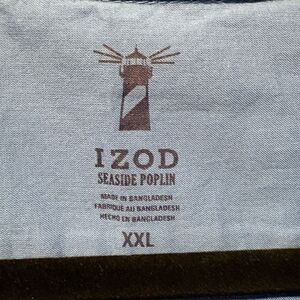 IZOD
SEASIDE POPLIN
MADE IN BANGLADESH
FABRIQUÉ AU BANGLADESH
HECHO EN BANGLADESH
XXL